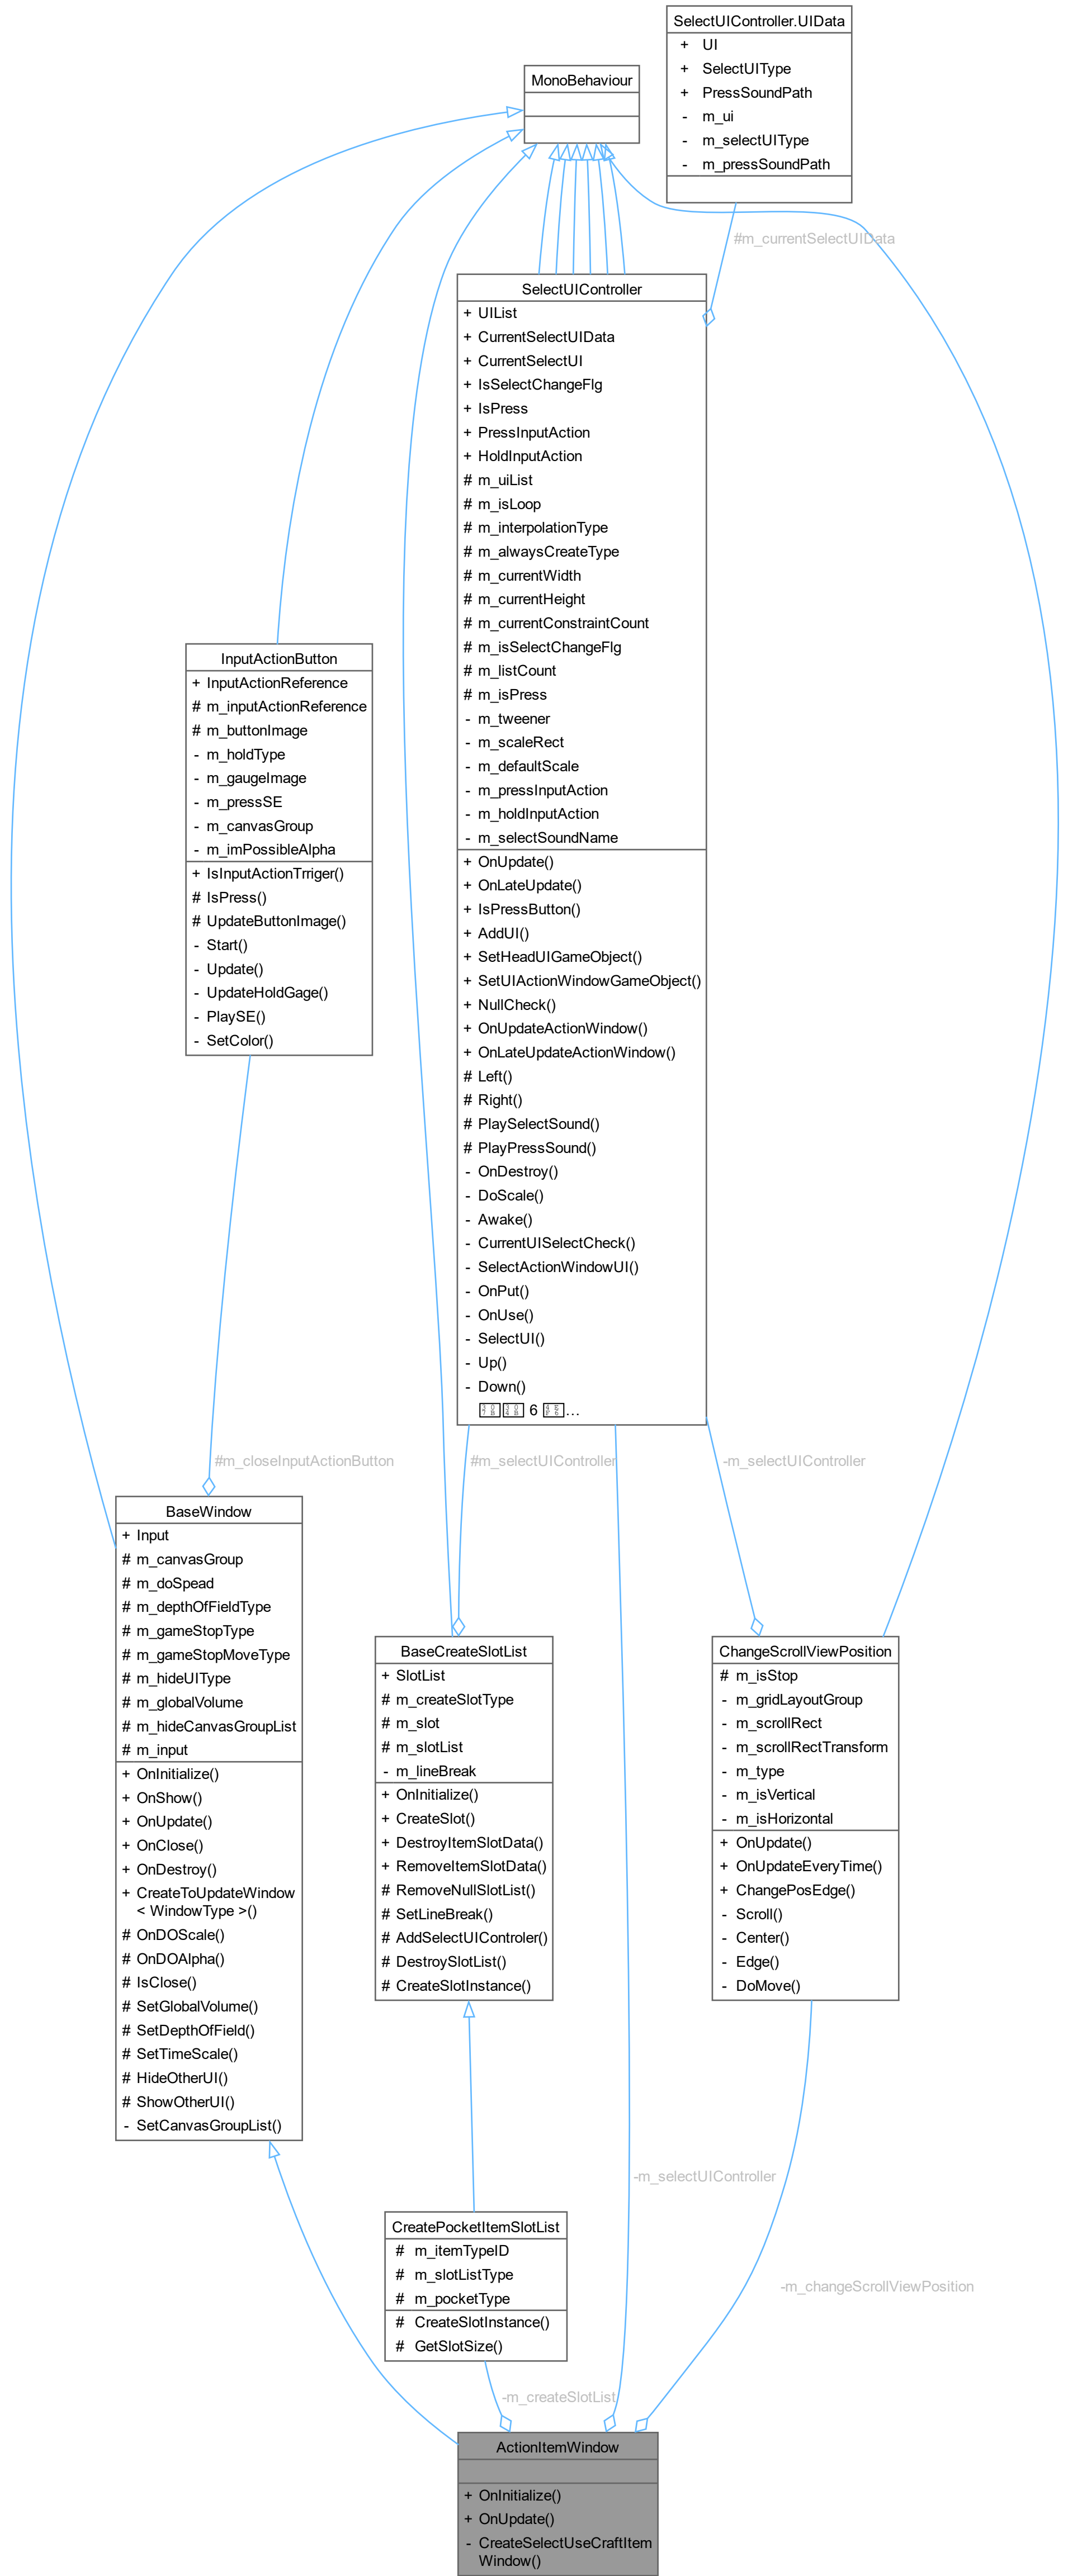 SelectUIController.UIData
+ UI
+ SelectUIType
+ PressSoundPath
- m_ui
- m_selectUIType
- m_pressSoundPath
MonoBehaviour
#m_currentSelectUIData
SelectUIController
+ UIList
+ CurrentSelectUIData
+ CurrentSelectUI
+ IsSelectChangeFlg
+ IsPress
+ PressInputAction
+ HoldInputAction
# m_uiList
# m_isLoop
# m_interpolationType
# m_alwaysCreateType
# m_currentWidth
# m_currentHeight
# m_currentConstraintCount
# m_isSelectChangeFlg
# m_listCount
# m_isPress
- m_tweener
- m_scaleRect
- m_defaultScale
- m_pressInputAction
- m_holdInputAction
- m_selectSoundName
+ OnUpdate()
+ OnLateUpdate()
+ IsPressButton()
+ AddUI()
+ SetHeadUIGameObject()
+ SetUIActionWindowGameObject()
+ NullCheck()
+ OnUpdateActionWindow()
+ OnLateUpdateActionWindow()
# Left()
# Right()
# PlaySelectSound()
# PlayPressSound()
- OnDestroy()
- DoScale()
- Awake()
- CurrentUISelectCheck()
- SelectActionWindowUI()
- OnPut()
- OnUse()
- SelectUI()
- Up()
- Down()
6 ...
InputActionButton
+ InputActionReference
# m_inputActionReference
# m_buttonImage
- m_holdType
- m_gaugeImage
- m_pressSE
- m_canvasGroup
- m_imPossibleAlpha
+ IsInputActionTrriger()
# IsPress()
# UpdateButtonImage()
- Start()
- Update()
- UpdateHoldGage()
- PlaySE()
- SetColor()
#m_closeInputActionButton
#m_selectUIController
-m_selectUIController
BaseWindow
+ Input
# m_canvasGroup
# m_doSpead
# m_depthOfFieldType
# m_gameStopType
# m_gameStopMoveType
# m_hideUIType
# m_globalVolume
# m_hideCanvasGroupList
# m_input
+ OnInitialize()
+ OnShow()
+ OnUpdate()
+ OnClose()
+ OnDestroy()
+ CreateToUpdateWindow
< WindowType >()
# OnDOScale()
# OnDOAlpha()
# IsClose()
# SetGlobalVolume()
# SetDepthOfField()
# SetTimeScale()
# HideOtherUI()
# ShowOtherUI()
- SetCanvasGroupList()
BaseCreateSlotList
+ SlotList
# m_createSlotType
# m_slot
# m_slotList
- m_lineBreak
+ OnInitialize()
+ CreateSlot()
+ DestroyItemSlotData()
+ RemoveItemSlotData()
# RemoveNullSlotList()
# SetLineBreak()
# AddSelectUIControler()
# DestroySlotList()
# CreateSlotInstance()
ChangeScrollViewPosition
# m_isStop
- m_gridLayoutGroup
- m_scrollRect
- m_scrollRectTransform
- m_type
- m_isVertical
- m_isHorizontal
+ OnUpdate()
+ OnUpdateEveryTime()
+ ChangePosEdge()
- Scroll()
- Center()
- Edge()
- DoMove()
-m_selectUIController
CreatePocketItemSlotList
# m_itemTypeID
# m_slotListType
# m_pocketType
# CreateSlotInstance()
# GetSlotSize()
-m_changeScrollViewPosition
-m_createSlotList
ActionItemWindow
+ OnInitialize()
+ OnUpdate()
- CreateSelectUseCraftItem
Window()